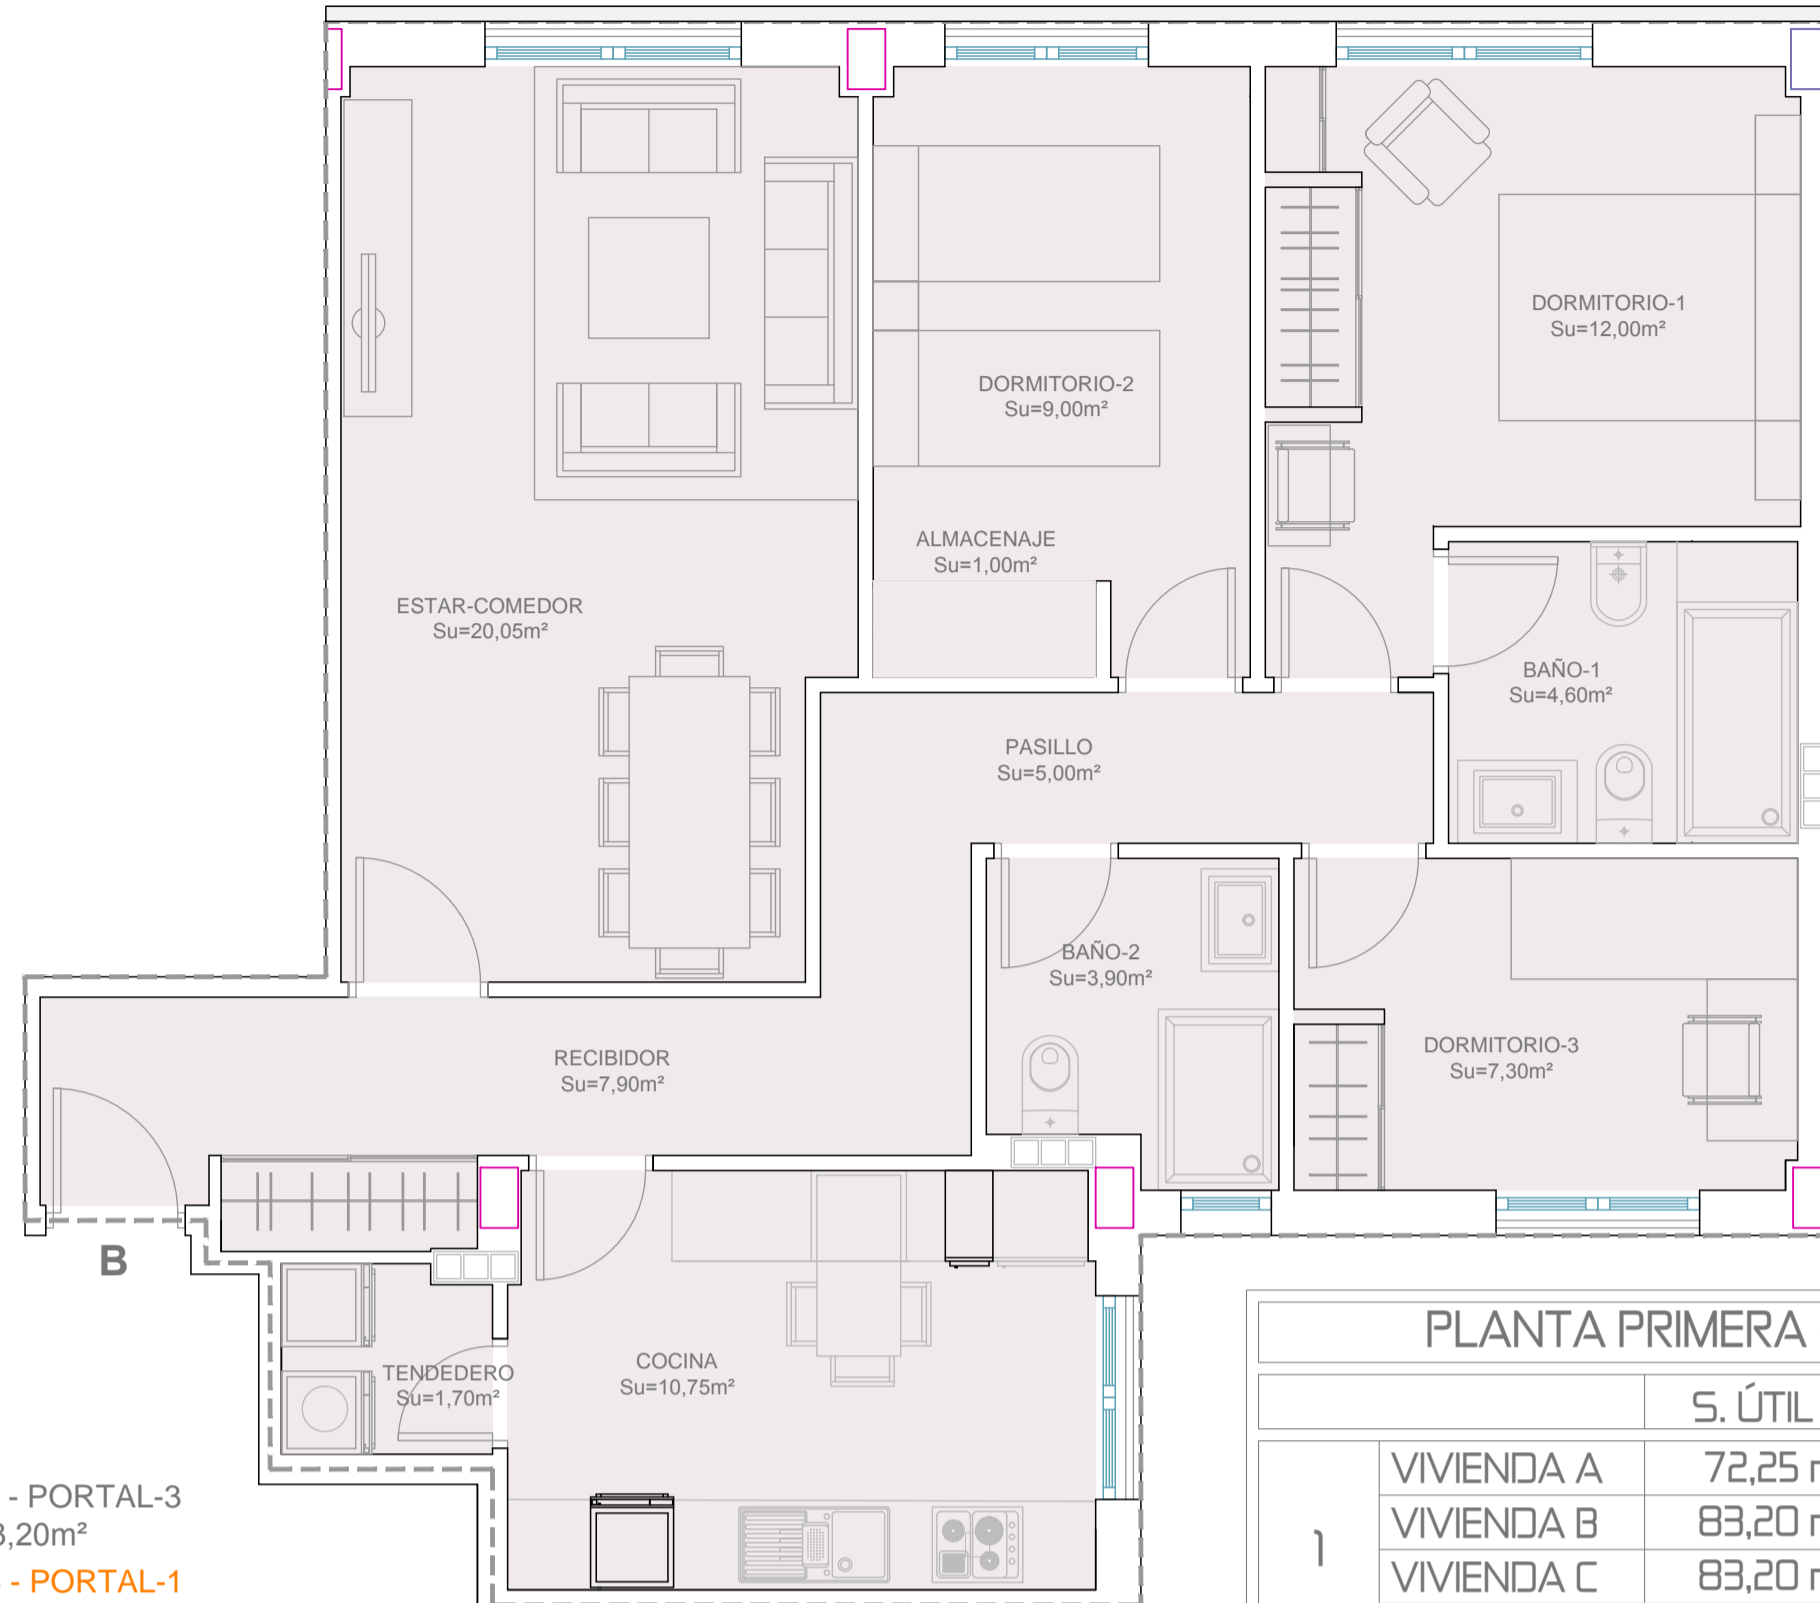 DORMITORIO-1
Su=12,00m²
DORMITORIO-2
Su=9,00m²
ALMACENAJE
Su=1,00m²
ESTAR-COMEDOR
Su=20,05m²
BAÑO-1
Su=4,60m²
PASILLO
Su=5,00m²
BAÑO-2
Su=3,90m²
DORMITORIO-3
Su=7,30m²
RECIBIDOR
Su=7,90m²
B
TENDEDERO
Su=1,70m²
COCINA
Su=10,75m²
PLANTA PRIMERA
S. ÚTIL
VIVIENDA A 72,25
1
VIVIENDA B 83,20
VIVIENDA C 83,20
- PORTAL-3
3,20m²
- PORTAL-1